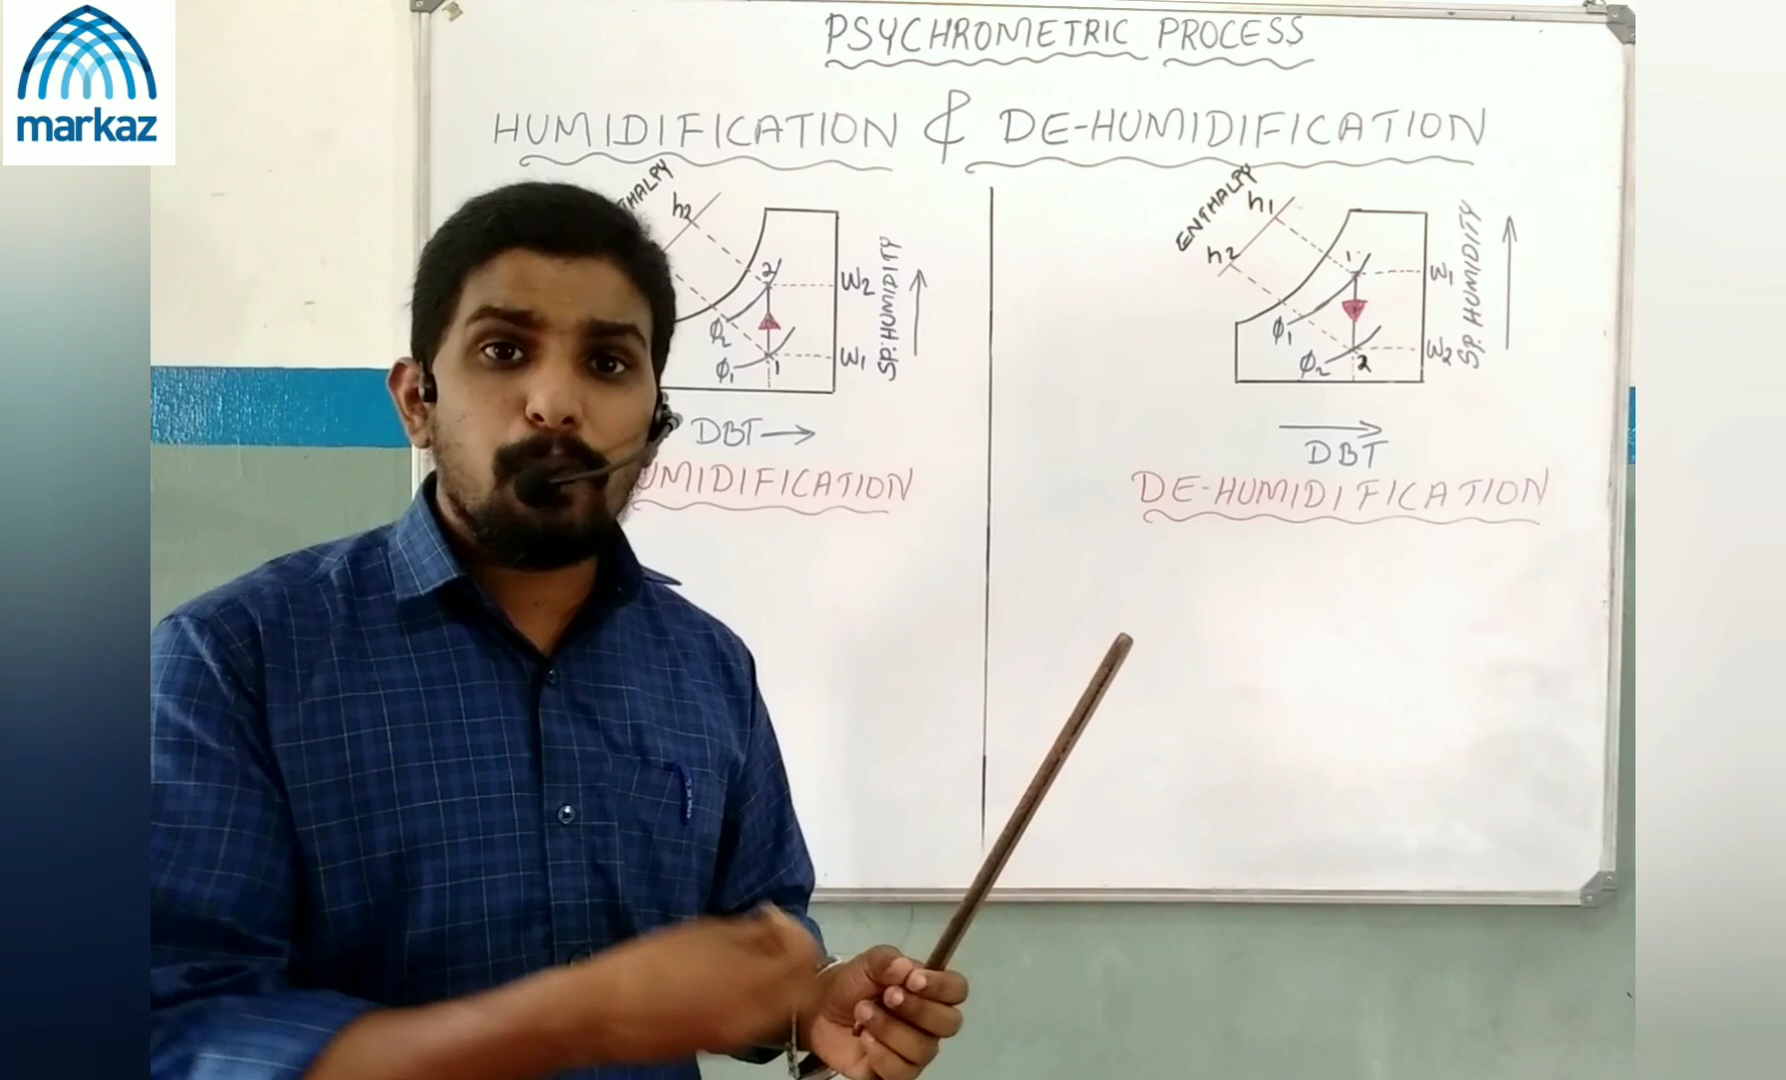 markaz
PSYCHROMETRIC PROCESS
HUMIDIFICATION & DE-HUMIDIFICATION
h2
2
W2
ϕ2
W1
ϕ1
1
SP. HUMIDITY
DBT
ENTHALPY
h1
h2
1
W1
ϕ1
W2
ϕ2
2
SP. HUMIDITY
DBT
DE-HUMIDIFICATION